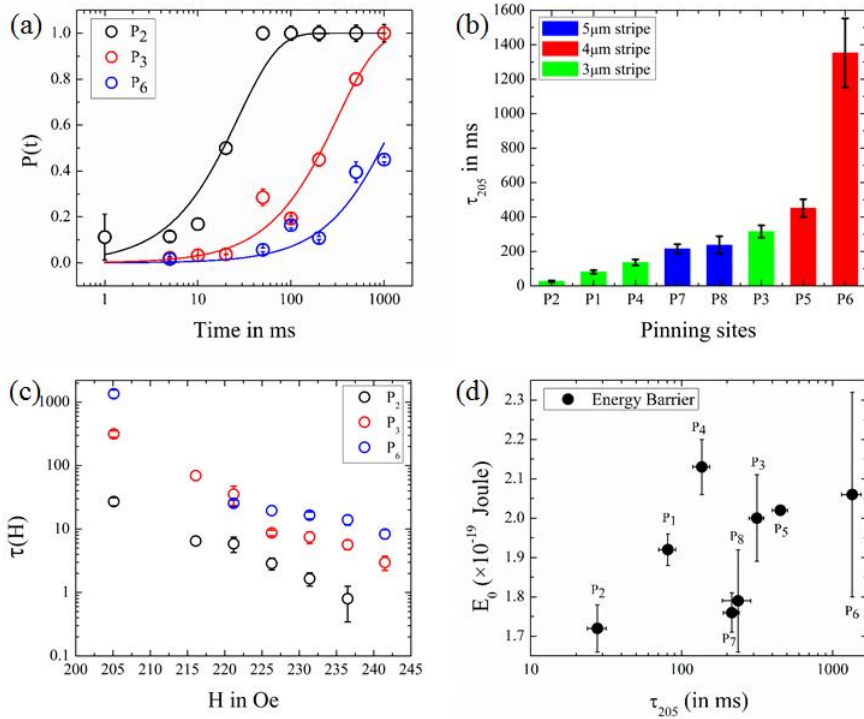 (a)
P2
P3
P6
P(t)
1.0
0.8
0.6
0.4
0.2
0.0
1 10 100 1000
Time in ms
(b)
5μm stripe
4μm stripe
3μm stripe
τ205 in ms
1600
1400
1200
1000
800
600
400
200
0
P2 P1 P4 P7 P8 P3 P5 P6
Pinning sites
(c)
P2
P3
P6
τ(H)
1000
100
10
1
0.1
200 205 210 215 220 225 230 235 240 245
H in Oe
(d)
Energy Barrier
E0 (×10-19 Joule)
2.3
2.2
2.1
2.0
1.9
1.8
1.7
P4
P3
P1
P5
P8
P2
P7
P6
10 100 1000
τ205 (in ms)